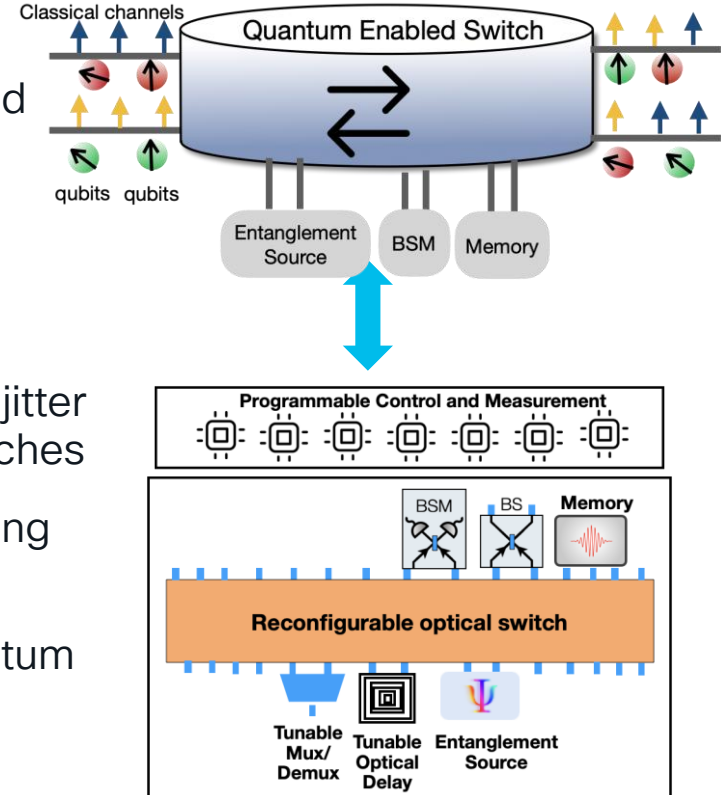 Classical channels
Quantum Enabled Switch
d
qubits qubits
Entanglement
Source
BSM
Memory
jitter
ches
ng
tum
Programmable Control and Measurement
BSM
BS
Memory
Reconfigurable optical switch
Ψ
Tunable
Mux/
Demux
Tunable
Optical
Delay
Entanglement
Source